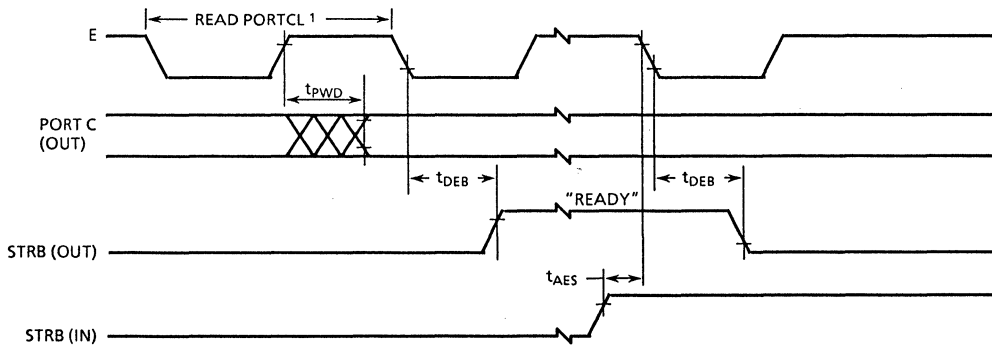 READ PORTCL 1
E
tPWD
PORT C
(OUT)
tDEB
tDEB
"READY"
STRB (OUT)
tAES
STRB (IN)